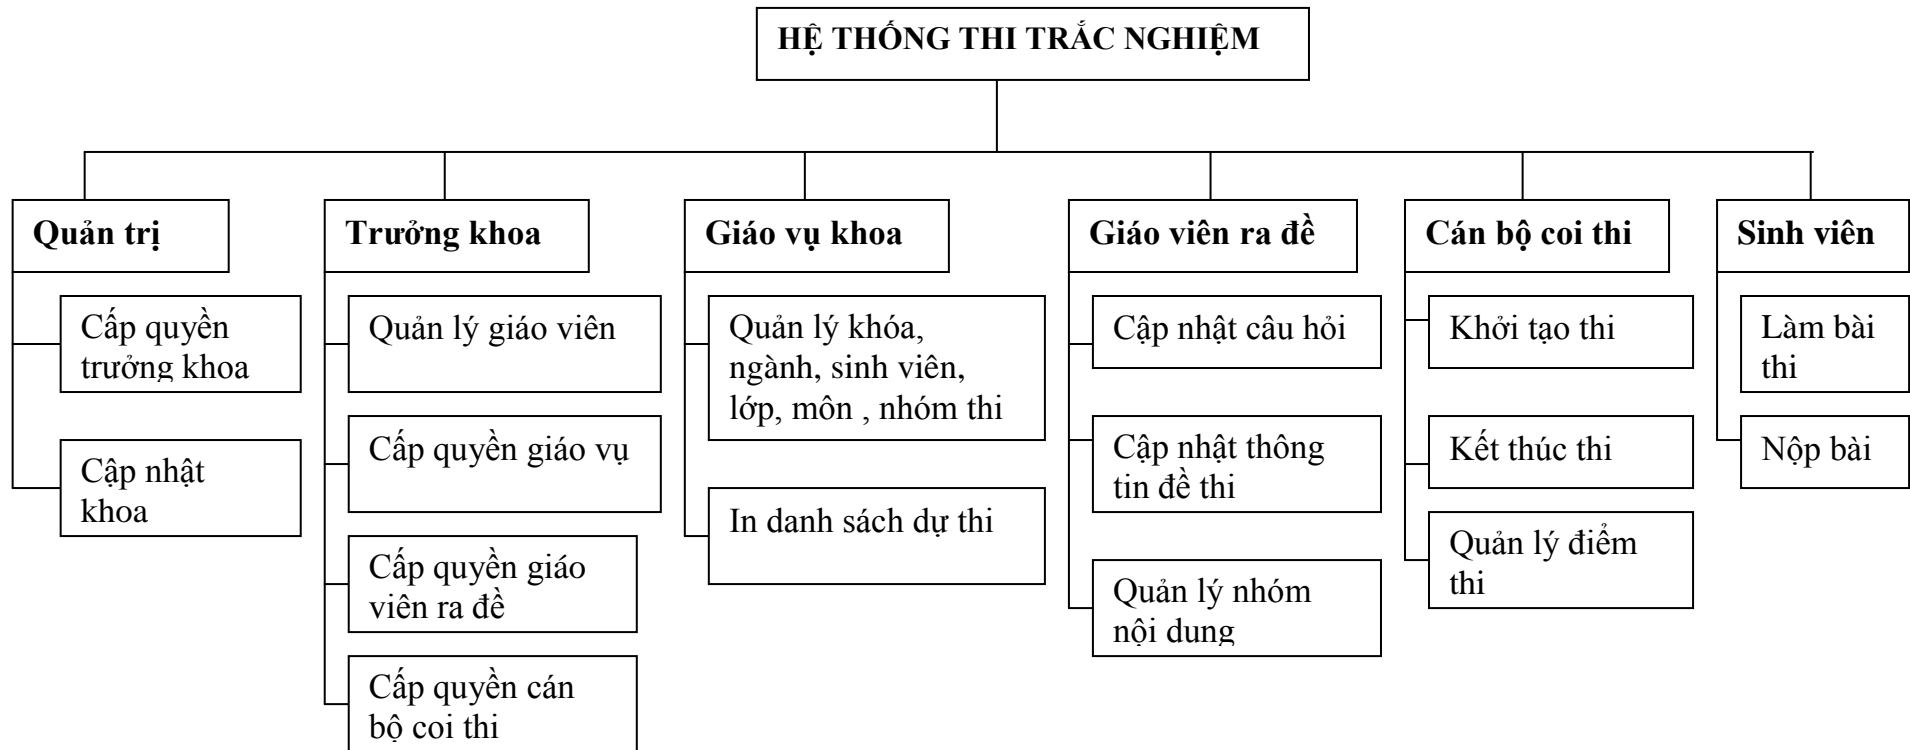 HỆ THỐNG THI TRẮC NGHIỆM
Quản trị
Cấp quyền
trưởng khoa
Cập nhật
khoa
Trưởng khoa
Quản lý giáo viên
Cấp quyền giáo vụ
Cấp quyền giáo
viên ra đề
Cấp quyền cán
bộ coi thi
Giáo vụ khoa
Quản lý khóa,
ngành, sinh viên,
lớp, môn , nhóm thi
In danh sách dự thi
Giáo viên ra đề
Cập nhật câu hỏi
Cập nhật thông
tin đề thi
Quản lý nhóm
nội dung
Cán bộ coi thi
Khởi tạo thi
Kết thúc thi
Quản lý điểm
thi
Sinh viên
Làm bài
thi
Nộp bài